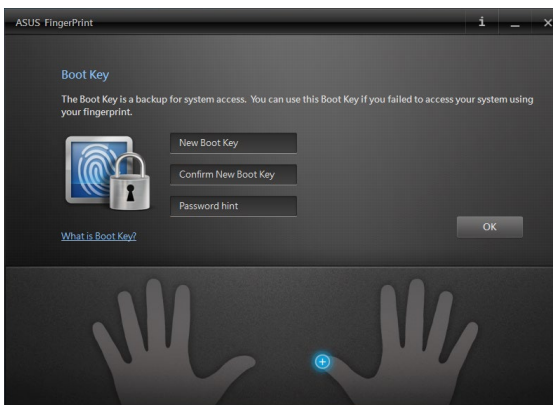 ASUS FingerPrint
Boot Key
The Boot Key is a backup for system access. You can use this Boot Key if you failed to access your system using
your fingerprint.
New Boot Key
Confirm New Boot Key
Password hint
OK
What is Boot Key?